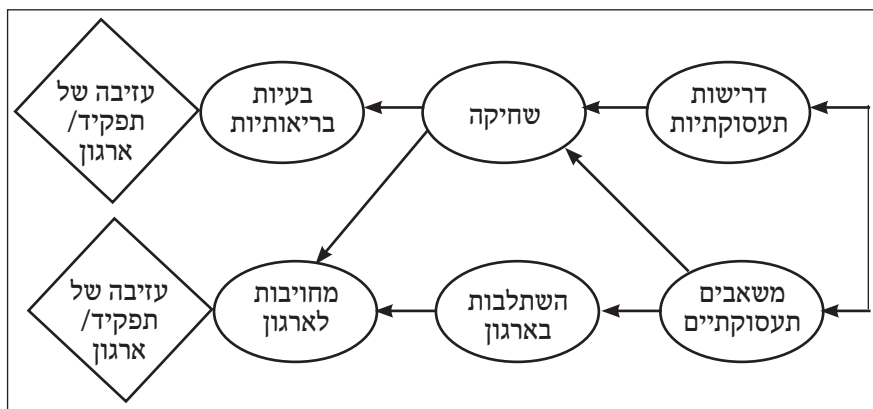 דרישות
תעסוקתיות
שחיקה
בעיות
בריאותיות
עזיבה של
תפקיד/
ארגון
משאבים
תעסוקתיים
השתלבות
בארגון
מחויבות
לארגון
עזיבה של
תפקיד/
ארגון